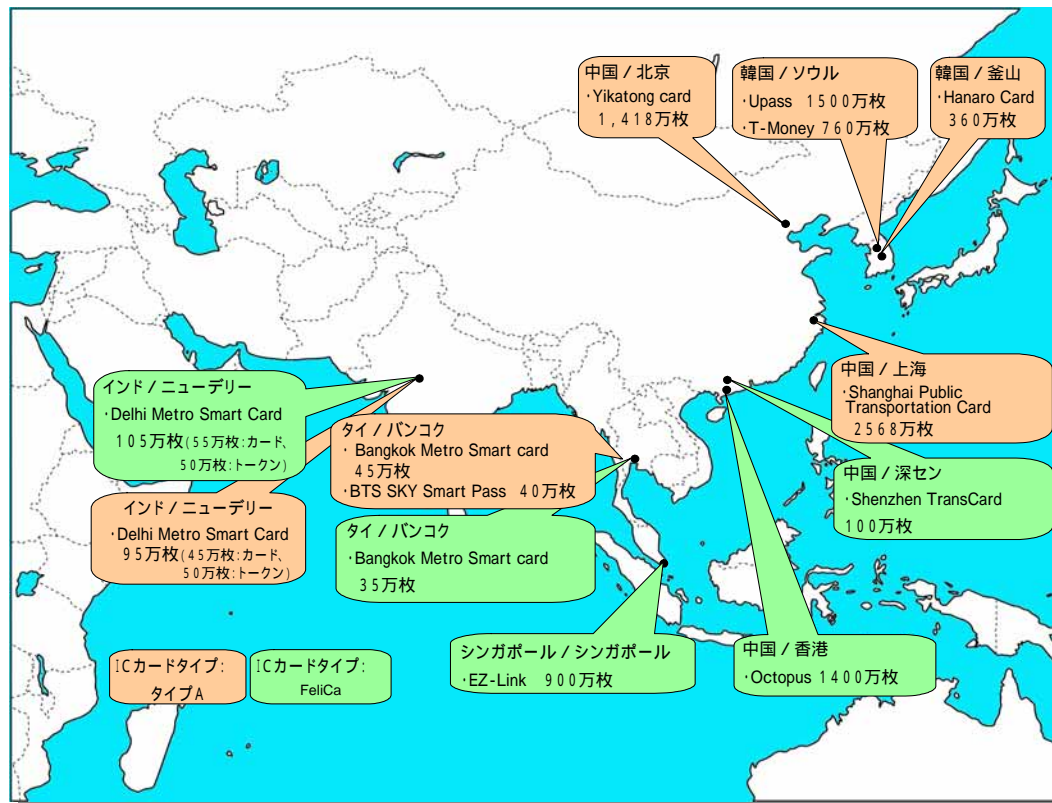 中国 / 北京
・Yikatong card
1,418万枚
韓国 / ソウル
・Upass 1500万枚
・T-Money 760万枚
韓国 / 釜山
・Hanaro Card
360万枚
インド / ニューデリー
・Delhi Metro Smart Card
105万枚(55万枚:カード、
50万枚:トークン)
中国 / 上海
・Shanghai Public
Transportation Card
2568万枚
タイ / バンコク
・ Bangkok Metro Smart card
45万枚
・BTS SKY Smart Pass 40万枚
中国 / 深セン
・Shenzhen TransCard
100万枚
インド / ニューデリー
・Delhi Metro Smart Card
95万枚(45万枚:カード、
50万枚:トークン)
タイ / バンコク
・Bangkok Metro Smart card
35万枚
シンガポール / シンガポール
・EZ-Link 900万枚
中国 / 香港
・Octopus 1400万枚
ICカードタイプ:
タイプA
ICカードタイプ:
FeliCa